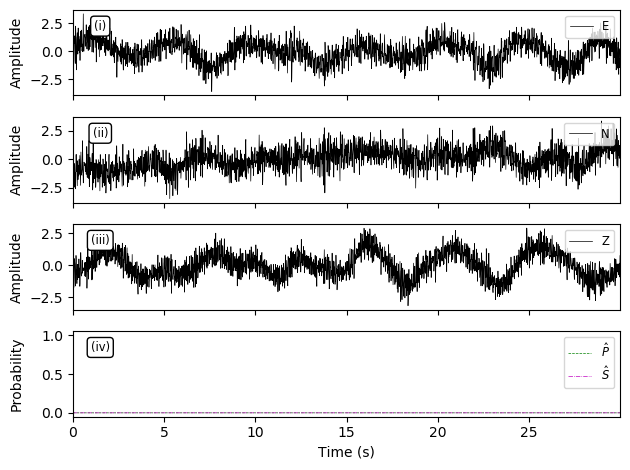 (i)
E
Amplitude
2.5
0.0
−2.5
(ii)
N
Amplitude
2.5
0.0
−2.5
(iii)
Z
Amplitude
2.5
0.0
−2.5
(iv)
P̂
Ŝ
Probability
1.0
0.5
0.0
0 5 10 15 20 25
Time (s)